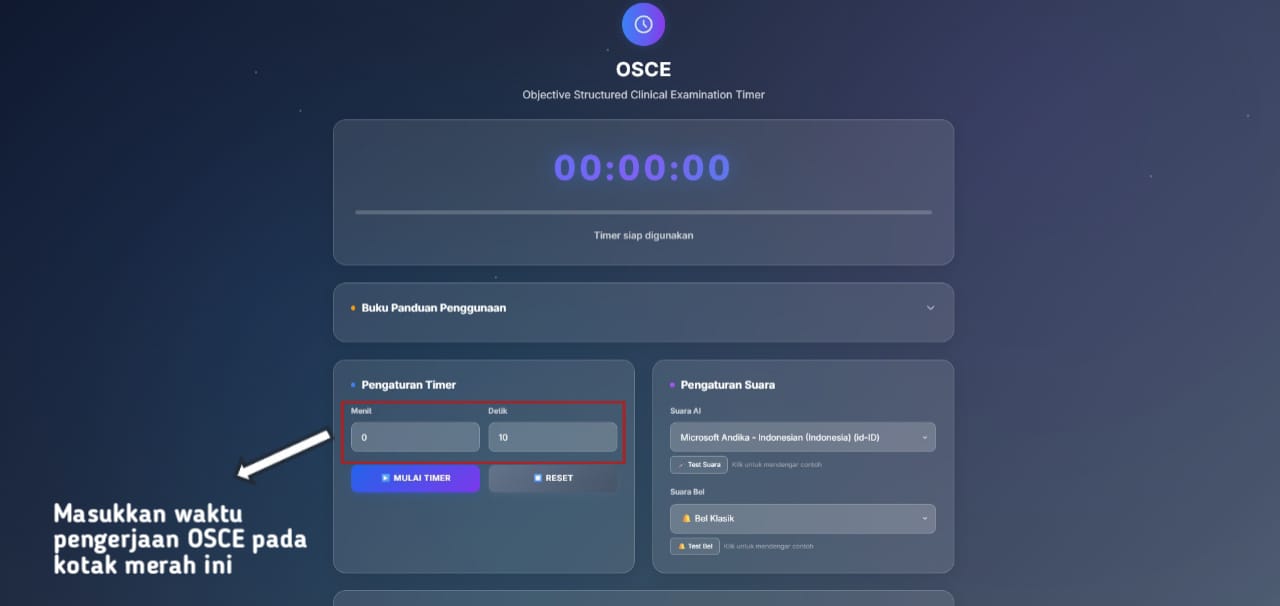 OSCE
Objective Structured Clinical Examination Timer
00:00:00
Timer siap digunakan
Buku Panduan Penggunaan
Pengaturan Timer
Menit
Detik
0
10
MULAI TIMER
RESET
Pengaturan Suara
Suara AI
Microsoft Andika - Indonesian (Indonesia) (id-ID)
Test Suara
Klik untuk mendengar contoh
Suara Bel
Bel Klasik
Test Bel
Klik untuk mendengar contoh
Masukkan waktu
pengerjaan OSCE pada
kotak merah ini